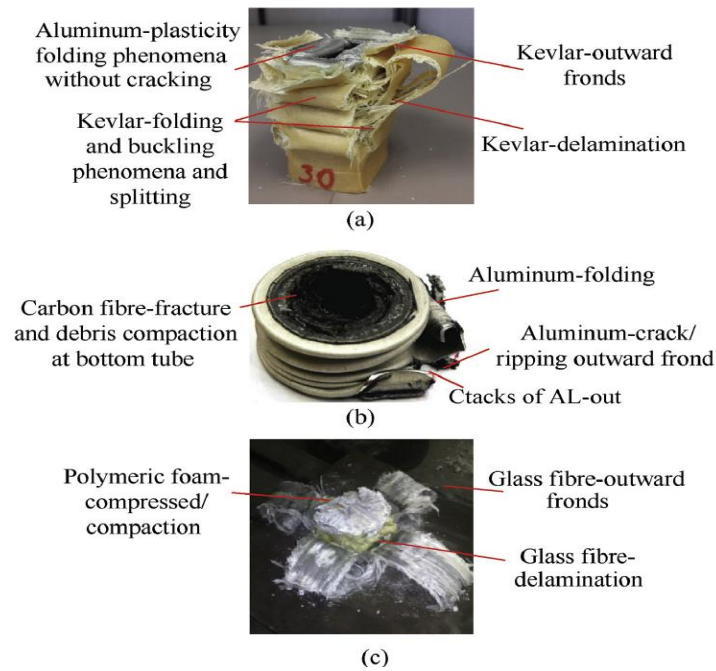 Aluminum-plasticity
folding phenomena
without cracking
Kevlar-folding
and buckling
phenomena and
splitting
Kevlar-outward
fronds
Kevlar-delamination
30
(a)
Carbon fibre-fracture
and debris compaction
at bottom tube
Aluminum-folding
Aluminum-crack/
ripping outward frond
Ctacks of AL-out
(b)
Polymeric foam-
compressed/
compaction
Glass fibre-outward
fronds
Glass fibre-
delamination
(c)